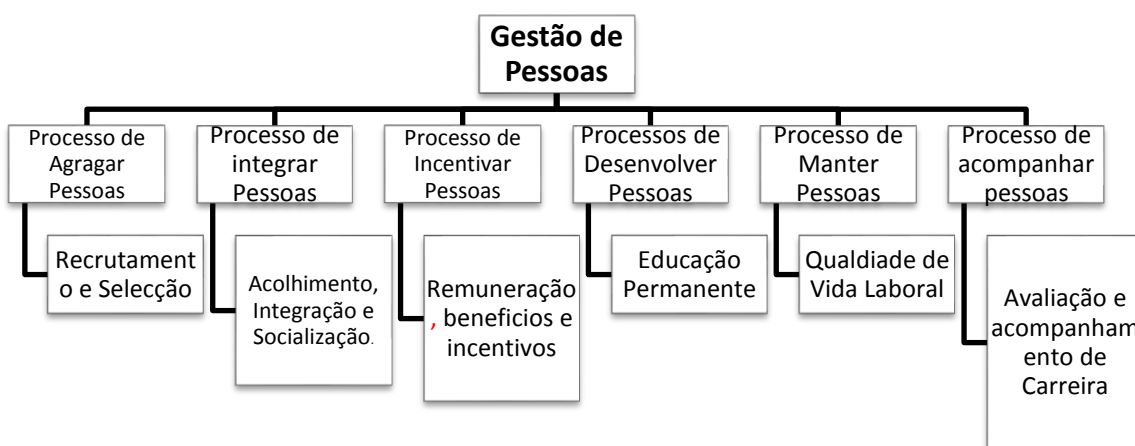 Gestão de
Pessoas
Processo de
Agragar
Pessoas
Processo de
integrar
Pessoas
Processo de
Incentivar
Pessoas
Processos de
Desenvolver
Pessoas
Processo de
Manter
Pessoas
Processo de
acompanhar
pessoas
Recrutament
o e Selecção
Acolhimento,
Integração e
Socialização.
Remuneração
, beneficios e
incentivos
Educação
Permanente
Qualdiade de
Vida Laboral
Avaliação e
acompanham
ento de
Carreira